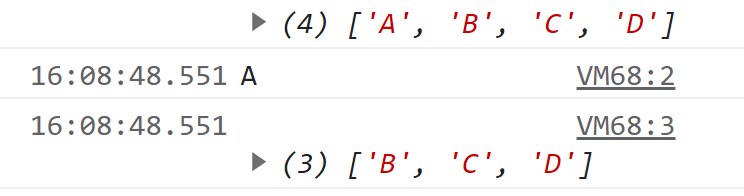 (4) ['A', 'B', 'C', 'D']
16:08:48.551 A VM68:2
16:08:48.551 VM68:3
(3) ['B', 'C', 'D']